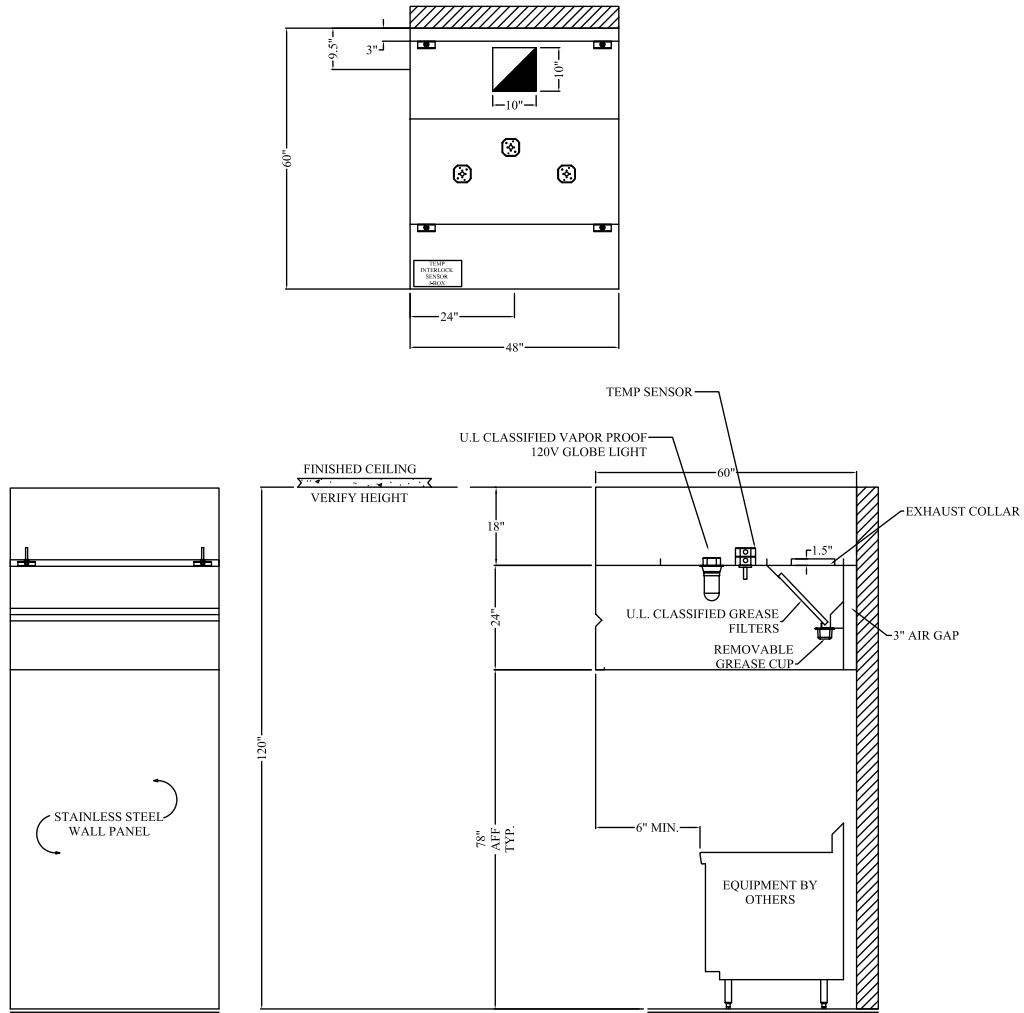 3"
9.5"
10"
10"
60"
TEMP
INTERLOCK
SENSOR
J-BOX
24"
48"
TEMP SENSOR
U.L CLASSIFIED VAPOR PROOF
120V GLOBE LIGHT
60"
FINISHED CEILING
VERIFY HEIGHT
18"
EXHAUST COLLAR
1.5"
24"
U.L. CLASSIFIED GREASE
FILTERS
3" AIR GAP
REMOVABLE
GREASE CUP
120"
STAINLESS STEEL
WALL PANEL
6" MIN.
78"
AFF
TYP.
EQUIPMENT BY
OTHERS